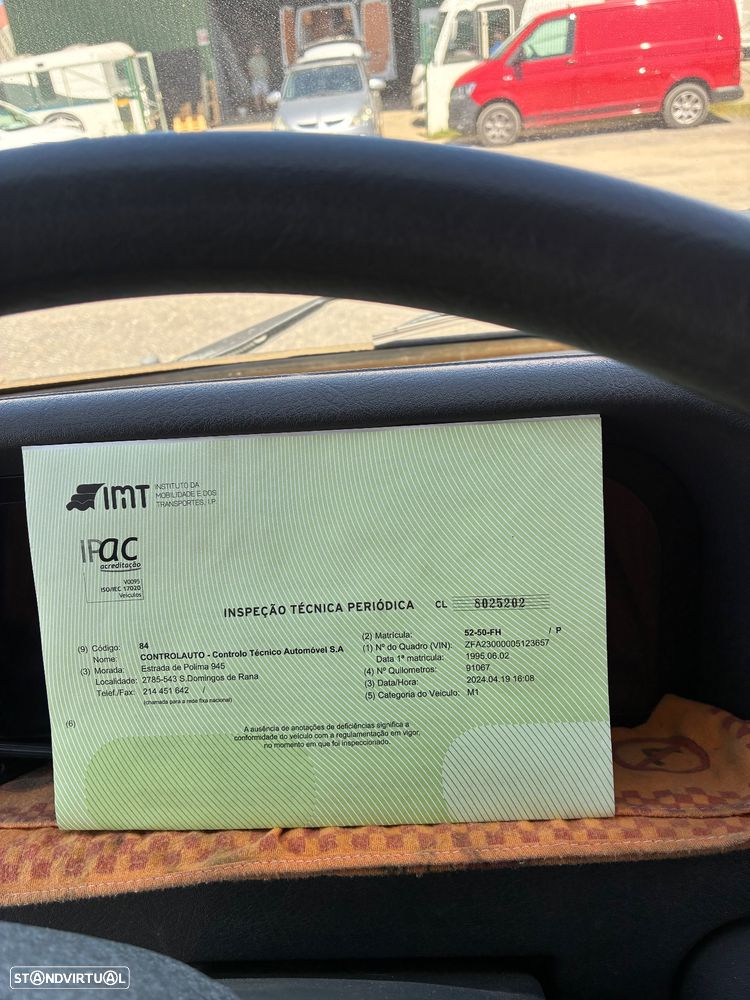 IMT
INSTITUTO DA
MOBILIDADE E DOS
TRANSPORTES, I.P.
IPAC
acreditação
V0095
ISO/IEC 17020
Veículos
INSPEÇÃO TÉCNICA PERIÓDICA CL 8025202
(9) Código: 84
Nome: CONTROLAUTO - Controlo Técnico Automóvel S.A
(3) Morada: Estrada de Polima 945
Localidade: 2785-543 S.Domingos de Rana
Telef./Fax: 214 451 642 /
(chamada para a rede fixa nacional)
(2) Matrícula: 52-50-FH / P
(1) Nº do Quadro (VIN): ZFA23000005123657
Data 1ª matricula: 1995.06.02
(4) Nº Quilometros: 91067
(3) Data/Hora: 2024.04.19 16:08
(5) Categoria do Veículo: M1
(6)
A ausência de anotações de deficiências significa a
conformidade do veículo com a regulamentação em vigor,
no momento em que foi inspeccionado.
STANDVIRTUAL